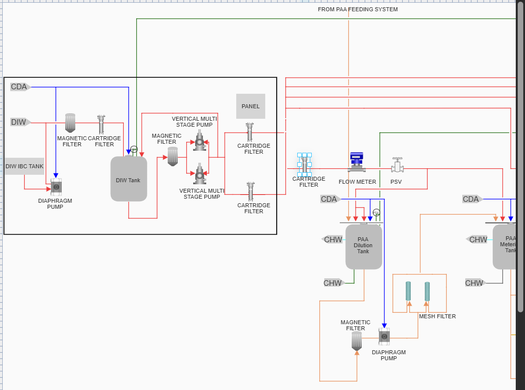 FROM PAA FEEDING SYSTEM
CDA
DIW
MAGNETIC
FILTER
CARTRIDGE
FILTER
DIW IBC TANK
DIAPHRAGM
PUMP
DIW Tank
MAGNETIC
FILTER
VERTICAL MULTI
STAGE PUMP
VERTICAL MULTI
STAGE PUMP
PANEL
CARTRIDGE
FILTER
CARTRIDGE
FILTER
CARTRIDGE
FILTER
FLOW METER
PSV
CDA
CHW
CHW
PAA
Dilution
Tank
MAGNETIC
FILTER
DIAPHRAGM
PUMP
MESH FILTER
CDA
CHW
CHW
PAA
Tank